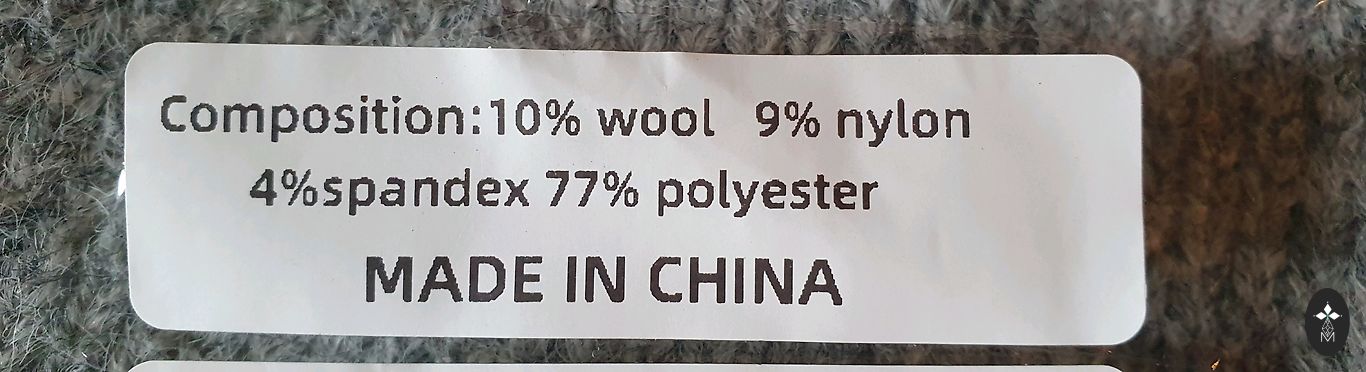 Composition:10% wool 9% nylon
4%spandex 77% polyester
MADE IN CHINA